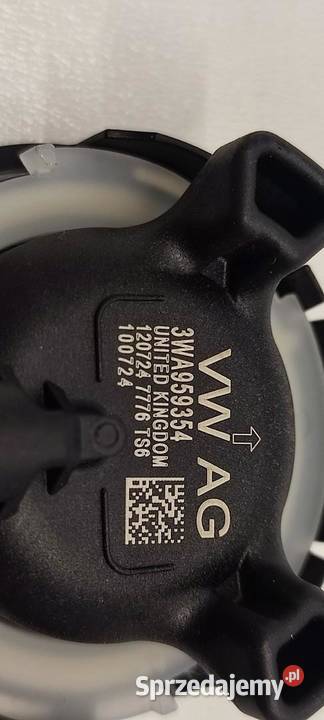 VW AG
3WA959354
UNITED KINGDOM
120724 7776 TS6
100724
Sprzedajemy.pl